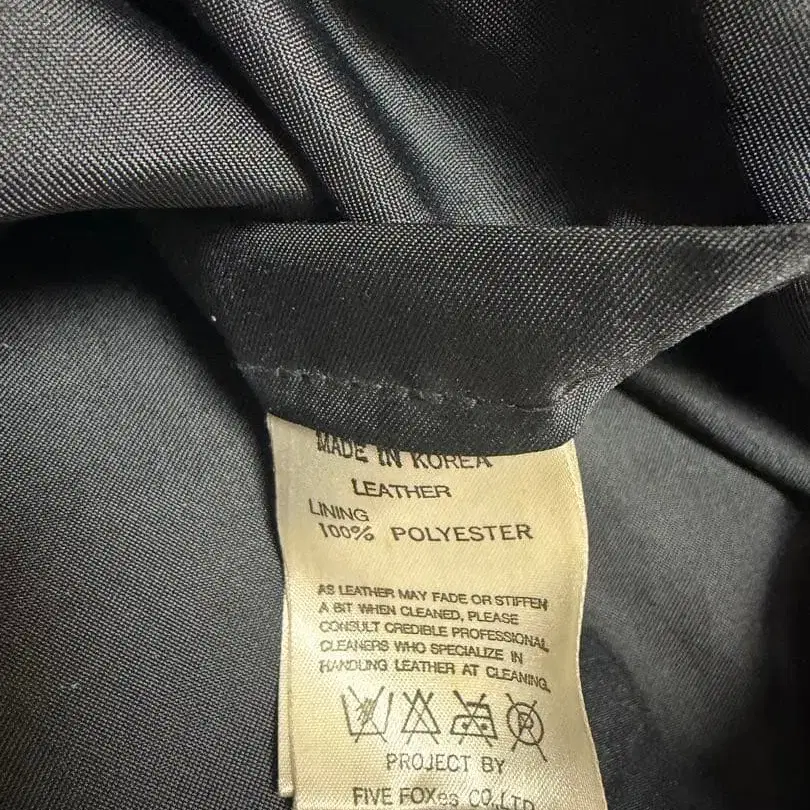 MADE IN KOREA
LEATHER
LINING
100% POLYESTER
AS LEATHER MAY FADE OR STIFFEN
A BIT WHEN CLEANED, PLEASE
CONSULT CREDIBLE PROFESSIONAL
CLEANERS WHO SPECIALIZE IN
HANDLING LEATHER AT CLEANING.
P
PROJECT BY
FIVE FOXes CO.,LTD